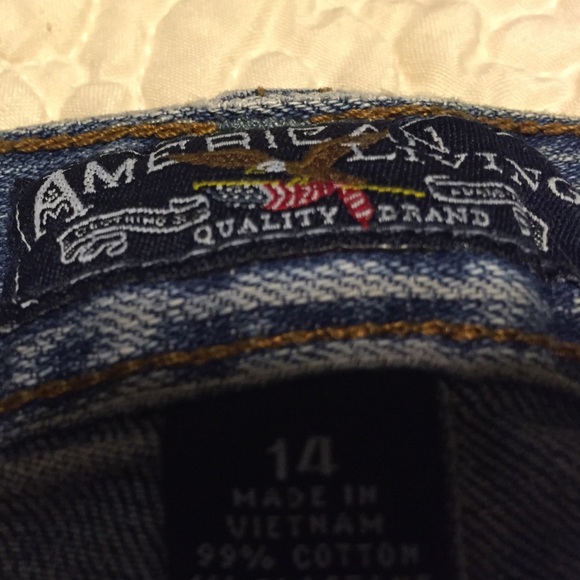 AMERICAN LIVING
QUALITY BRAND
14
MADE IN
VIETNAM
99% COTTON